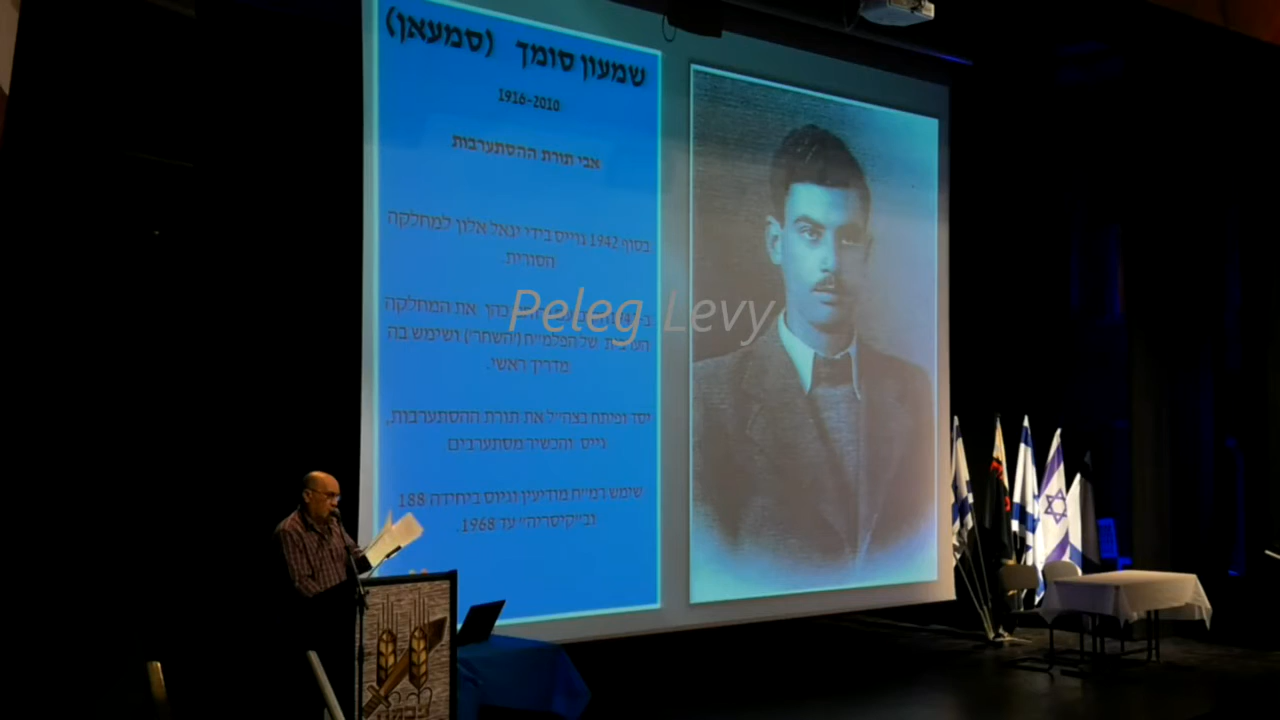 שמעון סומך (סמעאן)
1916-2010
אבי תורת ההסתערבות
בסוף 1942 גוייס בידי יגאל אלון למחלקה
הסורית.
כהן את המחלקה
הערבית של הפלמ"ח ('השחר') ושימש בה
מדריך ראשי.
יסד ופיתח בצה"ל את תורת ההסתערבות,
גייס והכשיר מסתערבים.
שימש רמ"ח מודיעין וגיוס ביחידה 188
וב"קיסריה" עד 1968.
Peleg Levy